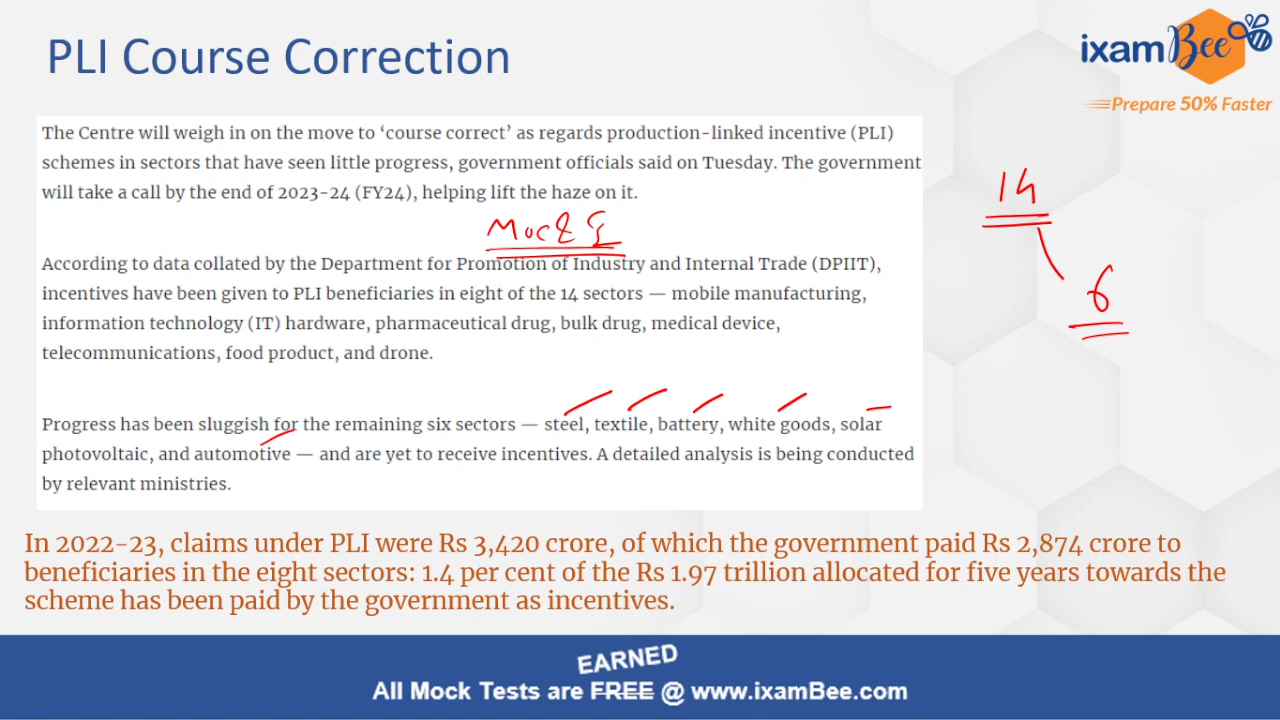 PLI Course Correction
ixamBee
Prepare 50% Faster
The Centre will weigh in on the move to ‘course correct’ as regards production-linked incentive (PLI)
schemes in sectors that have seen little progress, government officials said on Tuesday. The government
will take a call by the end of 2023-24 (FY24), helping lift the haze on it.
14
MoC& I
According to data collated by the Department for Promotion of Industry and Internal Trade (DPIIT),
incentives have been given to PLI beneficiaries in eight of the 14 sectors — mobile manufacturing,
6
information technology (IT) hardware, pharmaceutical drug, bulk drug, medical device,
telecommunications, food product, and drone.
Progress has been sluggish for the remaining six sectors — steel, textile, battery, white goods, solar
photovoltaic, and automotive — and are yet to receive incentives. A detailed analysis is being conducted
by relevant ministries.
In 2022-23, claims under PLI were Rs 3,420 crore, of which the government paid Rs 2,874 crore to
beneficiaries in the eight sectors: 1.4 per cent of the Rs 1.97 trillion allocated for five years towards the
scheme has been paid by the government as incentives.
EARNED
All Mock Tests are FREE @ www.ixamBee.com